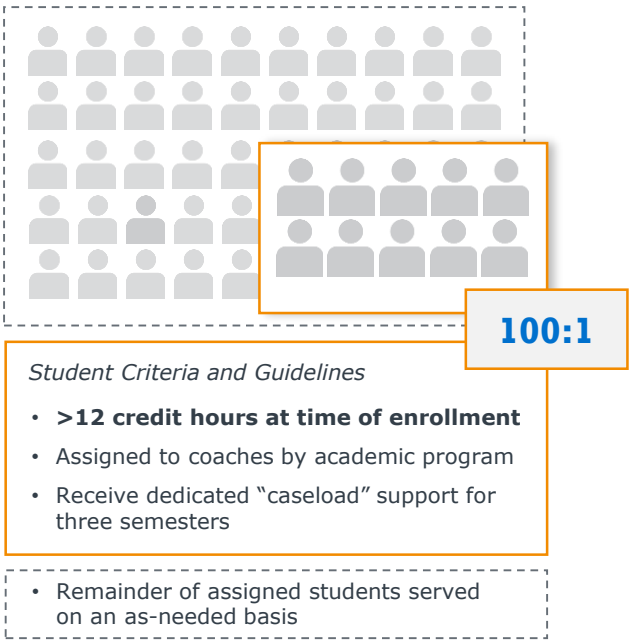 100:1
Student Criteria and Guidelines
• >12 credit hours at time of enrollment
• Assigned to coaches by academic program
• Receive dedicated “caseload” support for
three semesters
• Remainder of assigned students served
on an as-needed basis